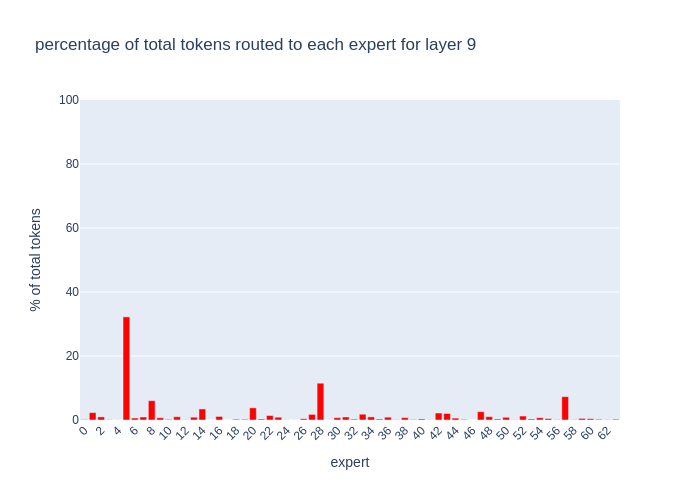 percentage of total tokens routed to each expert for layer 9
100
80
60
40
20
0
% of total tokens
0 2 4 6 8 10 12 14 16 18 20 22 24 26 28 30 32 34 36 38 40 42 44 46 48 50 52 54 56 58 60 62
expert